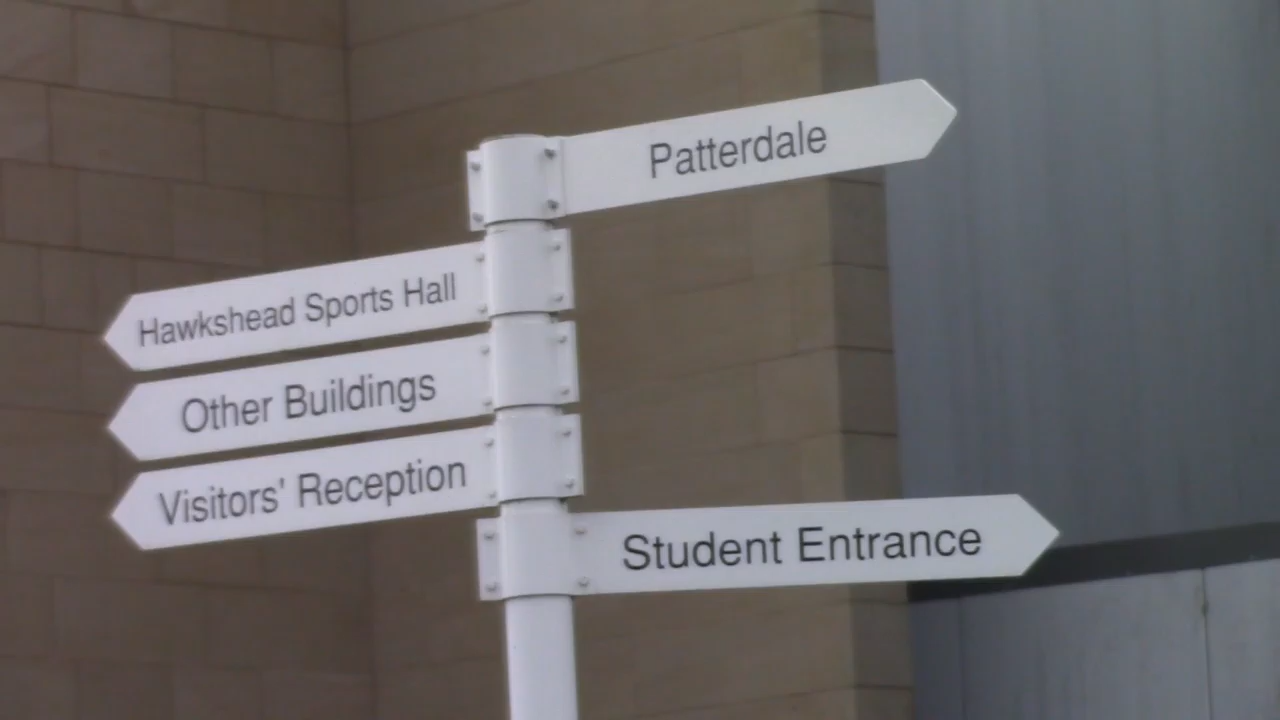 Patterdale
Hawkshead Sports Hall
Other Buildings
Visitors' Reception
Student Entrance